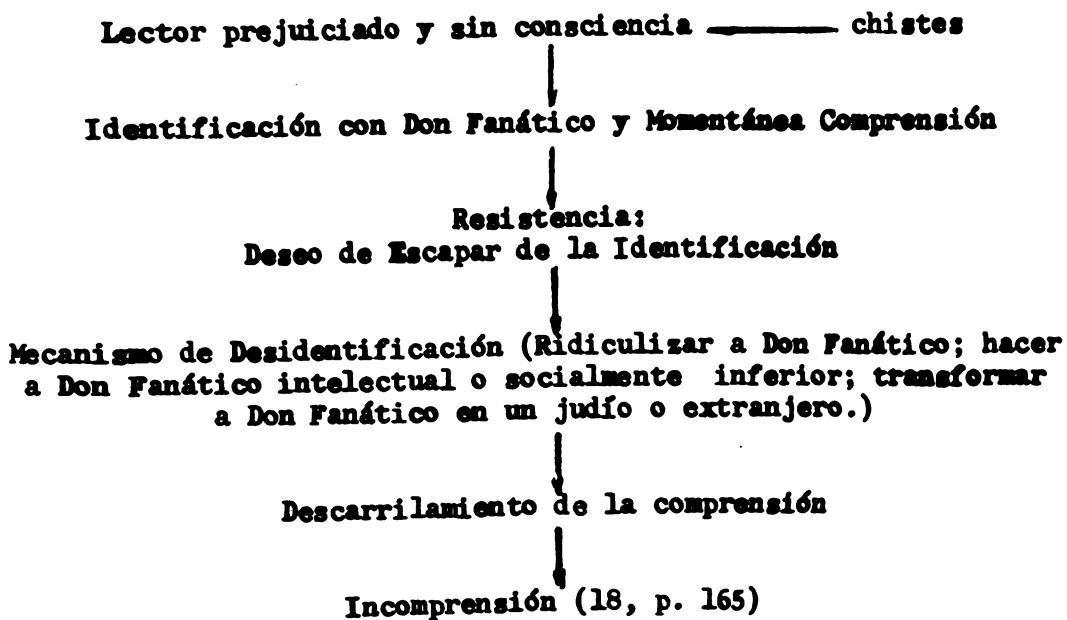 Lector prejuiciado y sin consciencia ——— chistes
Identificación con Don Fanático y Momentánea Comprensión
Resistencia:
Deseo de Escapar de la Identificación
Mecanismo de Desidentificación (Ridiculizar a Don Fanático; hacer
a Don Fanático intelectual o socialmente inferior; transformar
a Don Fanático en un judío o extranjero.)
Descarrilamiento de la comprensión
Incomprensión (18, p. 165)